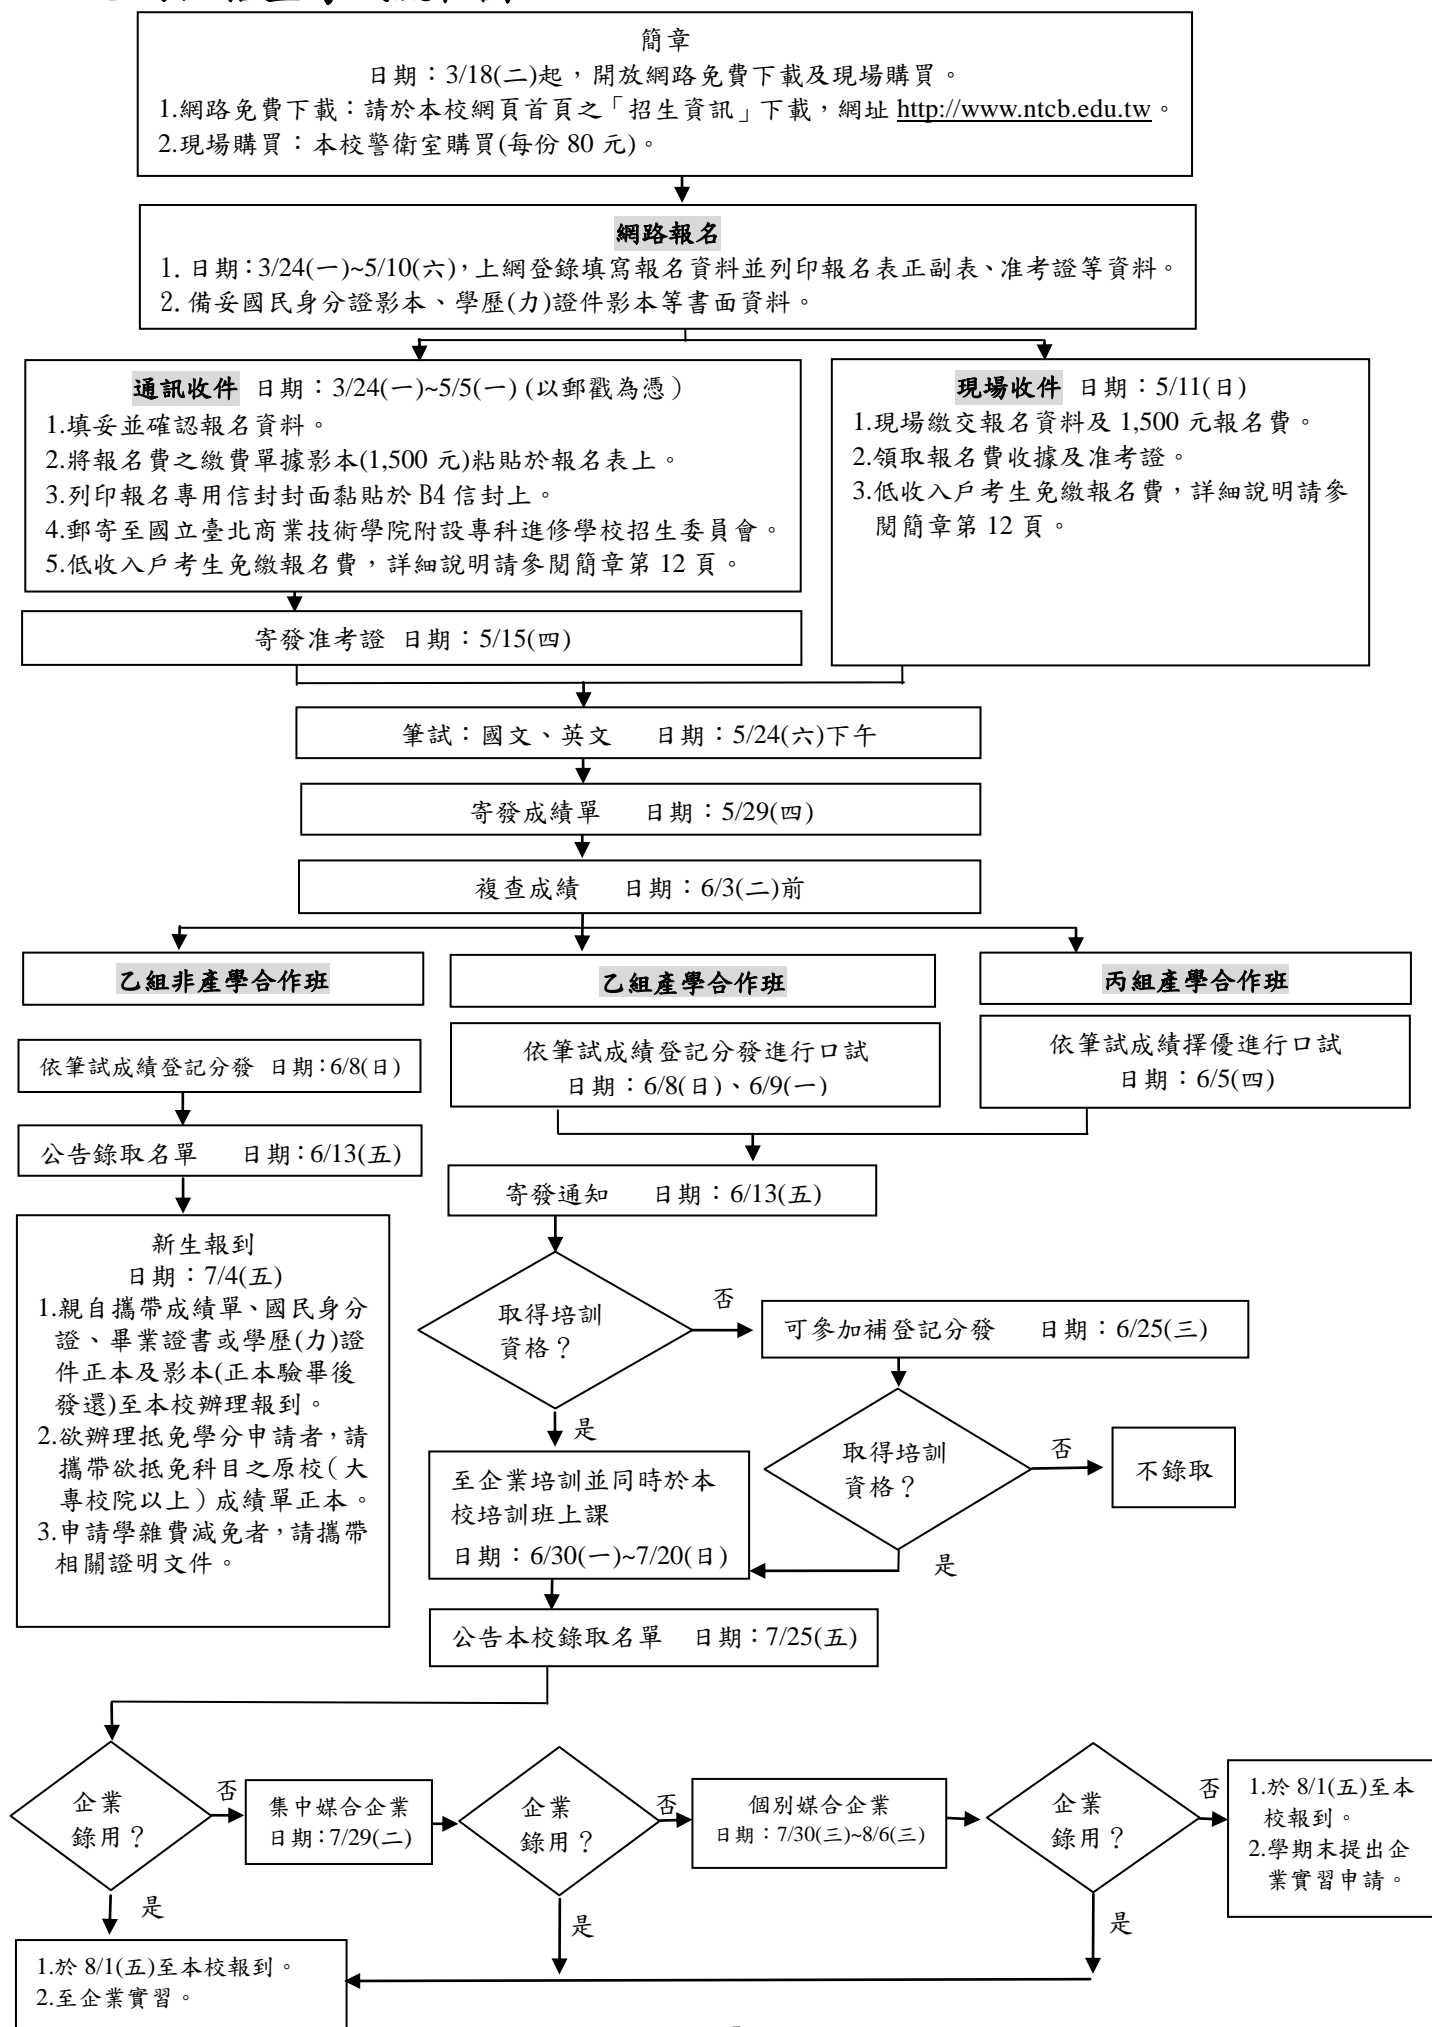 簡章
日期：3/18(二)起，開放網路免費下載及現場購買。
1.網路免費下載：請於本校網頁首頁之「招生資訊」下載，網址 http://www.ntcb.edu.tw。
2.現場購買：本校警衛室購買(每份 80 元)。
網路報名
1. 日期：3/24(一)~5/10(六)，上網登錄填寫報名資料並列印報名表正副表、准考證等資料。
2. 備妥國民身分證影本、學歷(力)證件影本等書面資料。
通訊收件 日期：3/24(一)~5/5(一) (以郵戳為憑）
1.填妥並確認報名資料。
2.將報名費之繳費單據影本(1,500 元)粘貼於報名表上。
3.列印報名專用信封封面黏貼於 B4 信封上。
4.郵寄至國立臺北商業技術學院附設專科進修學校招生委員會。
5.低收入戶考生免繳報名費，詳細說明請參閱簡章第 12 頁。
現場收件 日期：5/11(日)
1.現場繳交報名資料及 1,500 元報名費。
2.領取報名費收據及准考證。
3.低收入戶考生免繳報名費，詳細說明請參
閱簡章第 12 頁。
寄發准考證 日期：5/15(四)
筆試：國文、英文 日期：5/24(六)下午
寄發成績單 日期：5/29(四)
複查成績 日期：6/3(二)前
乙組非產學合作班
乙組產學合作班
丙組產學合作班
依筆試成績登記分發 日期：6/8(日)
依筆試成績登記分發進行口試
日期：6/8(日)、6/9(一)
依筆試成績擇優進行口試
日期：6/5(四)
公告錄取名單 日期：6/13(五)
寄發通知 日期：6/13(五)
新生報到
日期：7/4(五)
1.親自攜帶成績單、國民身分
證、畢業證書或學歷(力)證
件正本及影本(正本驗畢後
發還)至本校辦理報到。
2.欲辦理抵免學分申請者，請
攜帶欲抵免科目之原校（大
專校院以上）成績單正本。
3.申請學雜費減免者，請攜帶
相關證明文件。
取得培訓
資格？
否
可參加補登記分發 日期：6/25(三)
是
取得培訓
資格？
否
不錄取
至企業培訓並同時於本
校培訓班上課
日期：6/30(一)~7/20(日)
是
公告本校錄取名單 日期：7/25(五)
企業
錄用？
否
集中媒合企業
日期：7/29(二)
企業
錄用？
否
個別媒合企業
日期：7/30(三)~8/6(三)
企業
錄用？
否
1.於 8/1(五)至本
校報到。
2.學期末提出企
業實習申請。
是
是
是
1.於 8/1(五)至本校報到。
2.至企業實習。